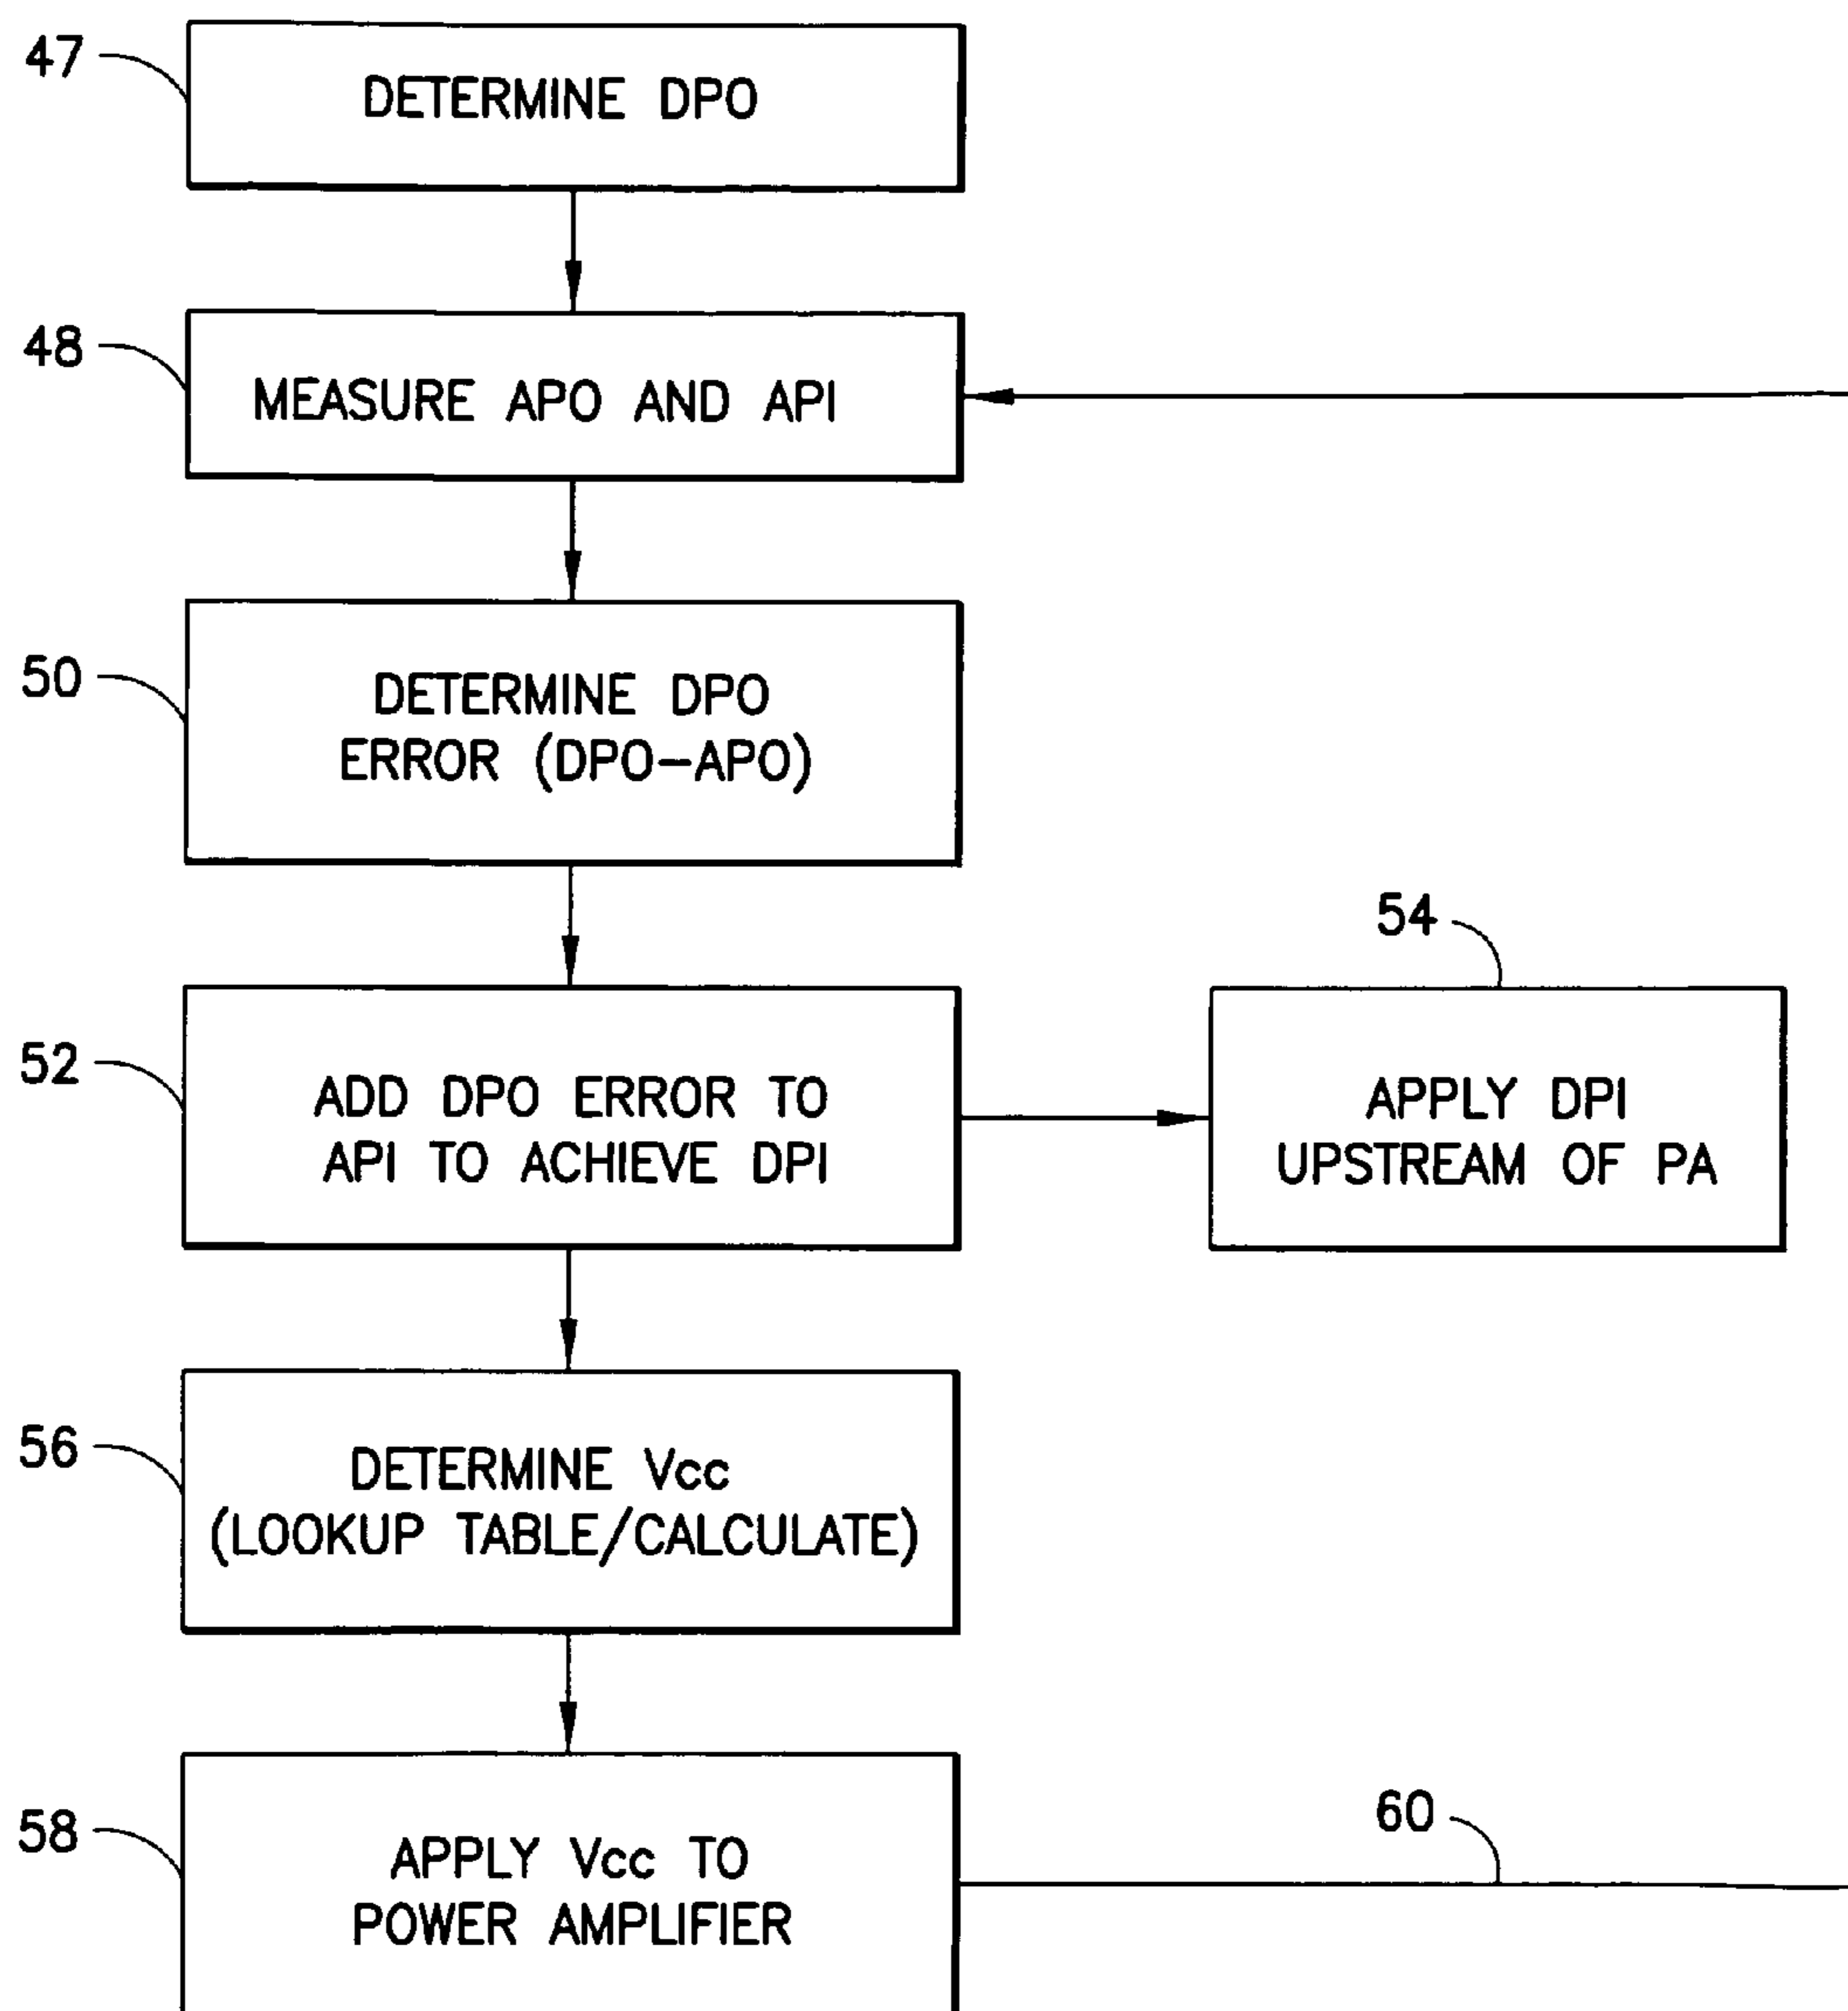 47
DETERMINE DPO
48
MEASURE APO AND API
50
DETERMINE DPO
ERROR (DPO-APO)
54
52
ADD DPO ERROR TO
API TO ACHIEVE DPI
APPLY DPI
UPSTREAM OF PA
56
DETERMINE Vcc
(LOOKUP TABLE/CALCULATE)
58
APPLY Vcc TO
POWER AMPLIFIER
60